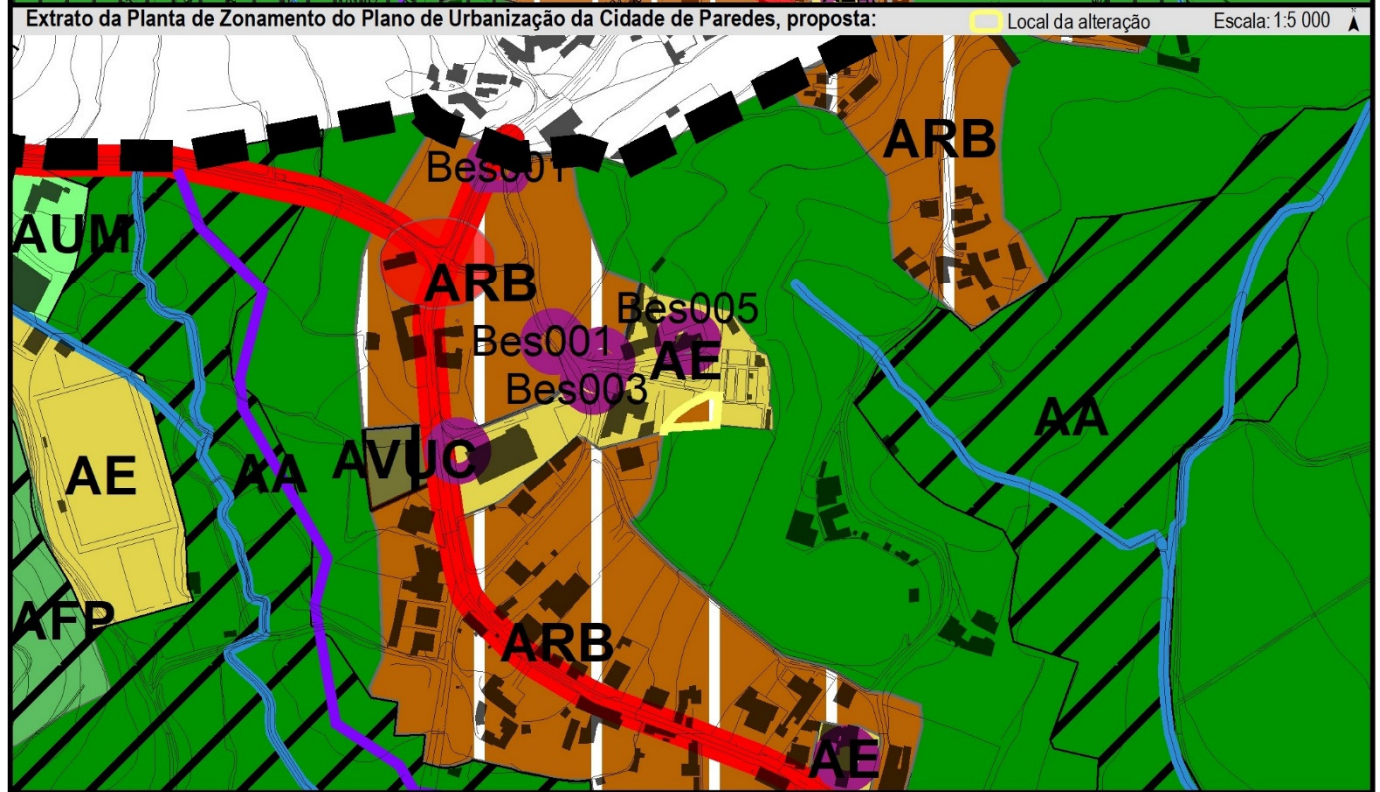 Extrato da Planta de Zonamento do Plano de Urbanização da Cidade de Paredes, proposta: Local da alteração Escala: 1:5 000
ARB
Bes001
AUM
ARB
Bes005
Bes001
AE
Bes003
AA
AVUC
AE
AA
AFP
ARB
AE